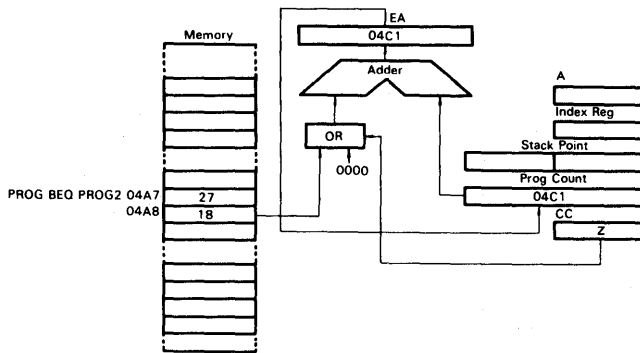 EA
Memory
04C1
Adder
A
Index Reg
OR
Stack Point
0000
Prog Count
PROG BEQ PROG2 04A7
27
04C1
04A8
18
CC
Z